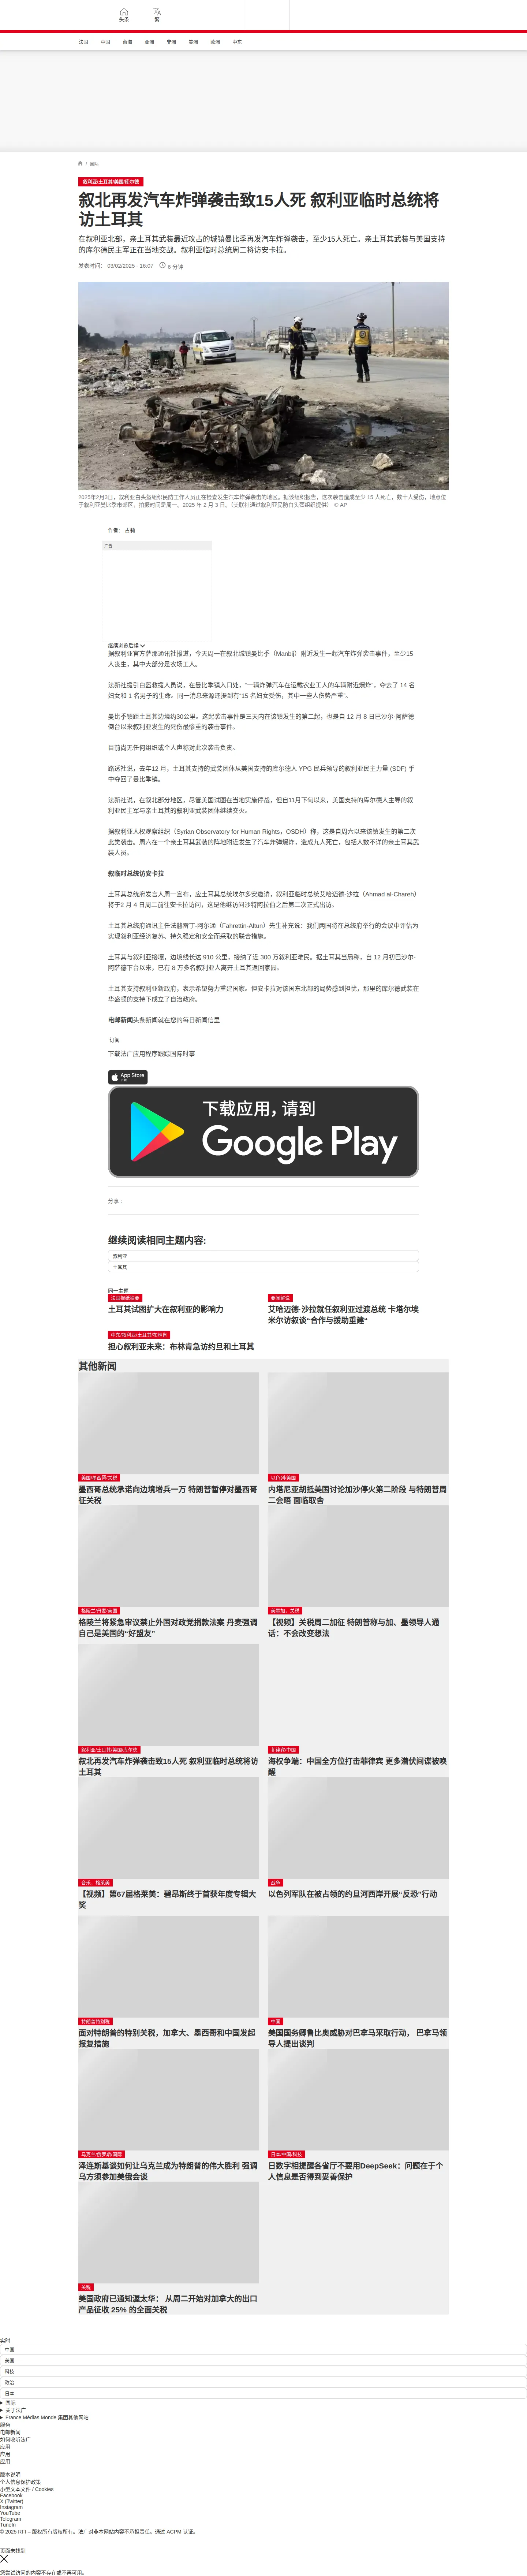 头条
繁
法国
中国
台海
亚洲
非洲
美洲
欧洲
中东
国际
叙利亚/土耳其/美国/库尔德
叙北再发汽车炸弹袭击致15人死 叙利亚临时总统将
访土耳其
在叙利亚北部，亲土耳其武装最近攻占的城镇曼比季再发汽车炸弹袭击，至少15人死亡。亲土耳其武装与美国支持
的库尔德民主军正在当地交战。叙利亚临时总统周二将访安卡拉。
发表时间： 03/02/2025 - 16:07 6 分钟
2025年2月3日，叙利亚白头盔组织民防工作人员正在检查发生汽车炸弹袭击的地区。据该组织报告，这次袭击造成至少 15 人死亡，数十人受伤。地点位
于叙利亚曼比季市郊区，拍摄时间是周一，2025 年 2 月 3 日。（美联社通过叙利亚民防白头盔组织提供） © AP
作者： 古莉
广告
继续浏览后续
据叙利亚官方萨那通讯社报道，今天周一在叙北城镇曼比季（Manbij）附近发生一起汽车炸弹袭击事件，至少15
人丧生，其中大部分是农场工人。
法新社援引白盔救援人员说，在曼比季镇入口处，“一辆炸弹汽车在运载农业工人的车辆附近爆炸”，夺去了 14 名
妇女和 1 名男子的生命。同一消息来源还提到有“15 名妇女受伤，其中一些人伤势严重”。
曼比季镇距土耳其边境约30公里。这起袭击事件是三天内在该镇发生的第二起，也是自 12 月 8 日巴沙尔-阿萨德
倒台以来叙利亚发生的死伤最惨重的袭击事件。
目前尚无任何组织或个人声称对此次袭击负责。
路透社说，去年12 月，土耳其支持的武装团体从美国支持的库尔德人 YPG 民兵领导的叙利亚民主力量 (SDF) 手
中夺回了曼比季镇。
法新社说，在叙北部分地区，尽管美国试图在当地实施停战，但自11月下旬以来，美国支持的库尔德人主导的叙
利亚民主军与亲土耳其的叙利亚武装团体继续交火。
据叙利亚人权观察组织（Syrian Observatory for Human Rights，OSDH）称，这是自周六以来该镇发生的第二次
此类袭击。周六在一个亲土耳其武装的阵地附近发生了汽车炸弹爆炸，造成九人死亡，包括人数不详的亲土耳其武
装人员。
叙临时总统访安卡拉
土耳其总统府发言人周一宣布，应土耳其总统埃尔多安邀请，叙利亚临时总统艾哈迈德-沙拉（Ahmad al-Chareh）
将于2 月 4 日周二前往安卡拉访问，这是他继访问沙特阿拉伯之后第二次正式出访。
土耳其总统府通讯主任法赫雷丁-阿尔通（Fahrettin-Altun）先生补充说：我们两国将在总统府举行的会议中评估为
实现叙利亚经济复苏、持久稳定和安全而采取的联合措施。
土耳其与叙利亚接壤，边境线长达 910 公里，接纳了近 300 万叙利亚难民。据土耳其当局称，自 12 月初巴沙尔-
阿萨德下台以来，已有 8 万多名叙利亚人离开土耳其返回家园。
土耳其支持叙利亚新政府，表示希望努力重建国家。但安卡拉对该国东北部的局势感到担忧，那里的库尔德武装在
华盛顿的支持下成立了自治政府。
电邮新闻头条新闻就在您的每日新闻信里
订阅
下载法广应用程序跟踪国际时事
App Store
下载
下载应用，请到
Google Play
分享 :
继续阅读相同主题内容:
叙利亚
土耳其
同一主题
法国报纸摘要
土耳其试图扩大在叙利亚的影响力
要闻解说
艾哈迈德·沙拉就任叙利亚过渡总统 卡塔尔埃
米尔访叙谈“合作与援助重建”
中东/叙利亚/土耳其/布林肯
担心叙利亚未来：布林肯急访约旦和土耳其
其他新闻
美国/墨西哥/关税
墨西哥总统承诺向边境增兵一万 特朗普暂停对墨西哥
征关税
以色列/美国
内塔尼亚胡抵美国讨论加沙停火第二阶段 与特朗普周
二会晤 面临取舍
格陵兰/丹麦/美国
格陵兰将紧急审议禁止外国对政党捐款法案 丹麦强调
自己是美国的“好盟友”
美墨加，关税
【视频】关税周二加征 特朗普称与加、墨领导人通
话：不会改变想法
叙利亚/土耳其/美国/库尔德
叙北再发汽车炸弹袭击致15人死 叙利亚临时总统将访
土耳其
菲律宾/中国
海权争端：中国全方位打击菲律宾 更多潜伏间谍被唤
醒
音乐，格莱美
【视频】第67届格莱美：碧昂斯终于首获年度专辑大
奖
战争
以色列军队在被占领的约旦河西岸开展“反恐”行动
特朗普特别税
面对特朗普的特别关税，加拿大、墨西哥和中国发起
报复措施
中国
美国国务卿鲁比奥威胁对巴拿马采取行动， 巴拿马领
导人提出谈判
乌克兰/俄罗斯/国际
泽连斯基谈如何让乌克兰成为特朗普的伟大胜利 强调
乌方须参加美俄会谈
日本/中国/科技
日数字相提醒各省厅不要用DeepSeek：问题在于个
人信息是否得到妥善保护
关税
美国政府已通知渥太华： 从周二开始对加拿大的出口
产品征收 25% 的全面关税
实时
中国
美国
科技
政治
日本
国际
关于法广
France Médias Monde 集团其他网站
服务
电邮新闻
如何收听法广
应用
应用
应用
版本说明
个人信息保护政策
小型文本文件 / Cookies
Facebook
X (Twitter)
Instagram
YouTube
Telegram
TuneIn
© 2025 RFI – 版权所有版权所有。法广对非本网站内容不承担责任。通过 ACPM 认证。
页面未找到
您尝试访问的内容不存在或不再可用。